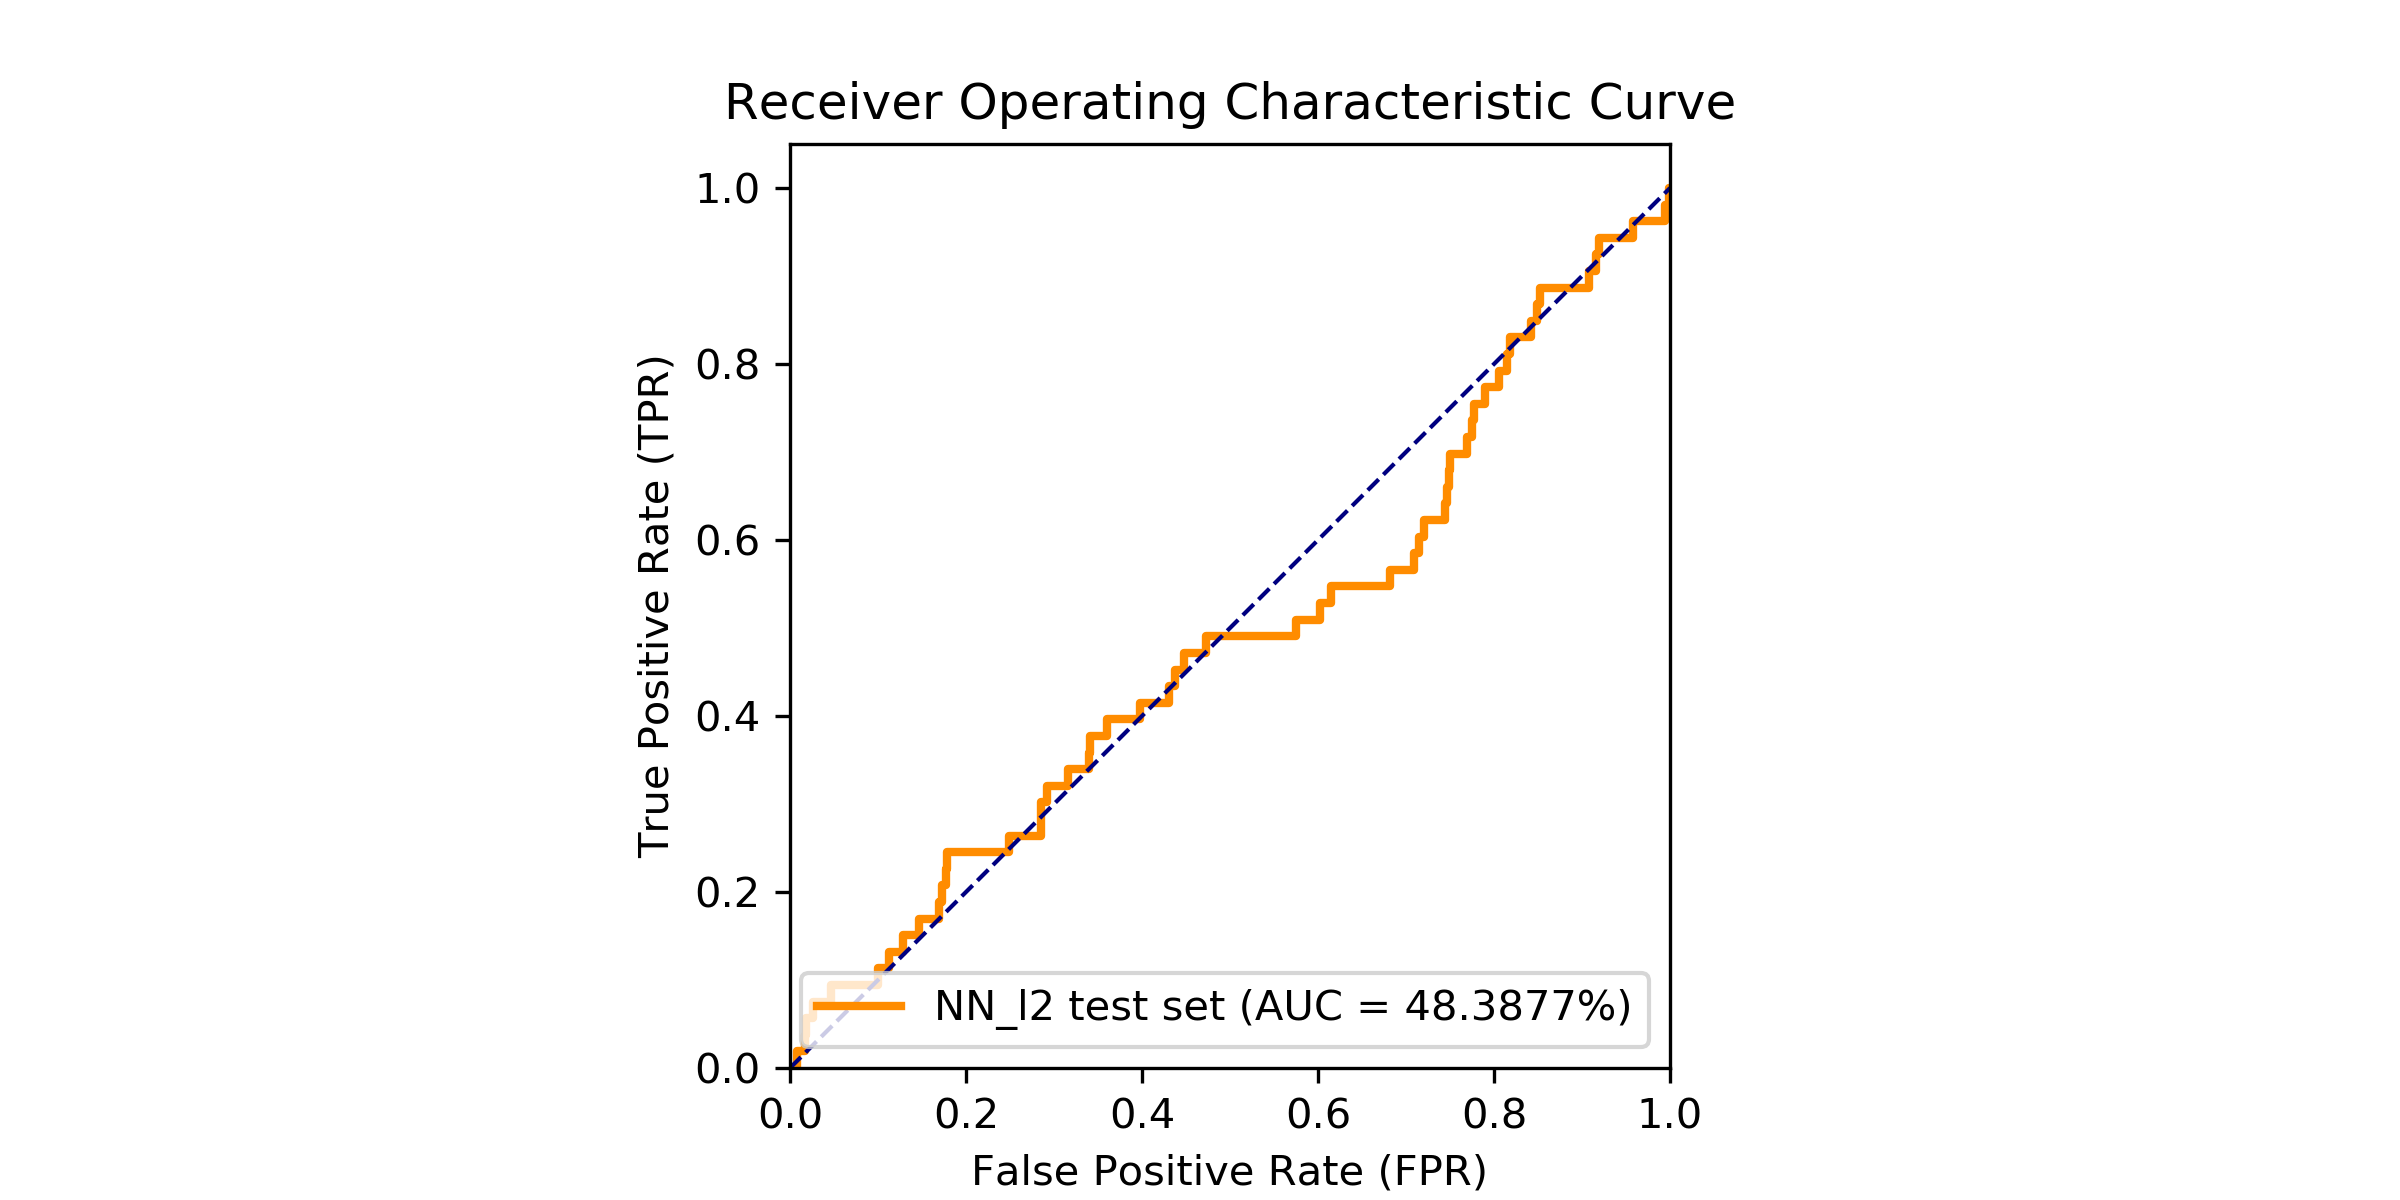 Receiver Operating Characteristic Curve
1.0
0.8
0.6
0.4
0.2
0.0
True Positive Rate (TPR)
NN_l2 test set (AUC = 48.3877%)
0.0 0.2 0.4 0.6 0.8 1.0
False Positive Rate (FPR)